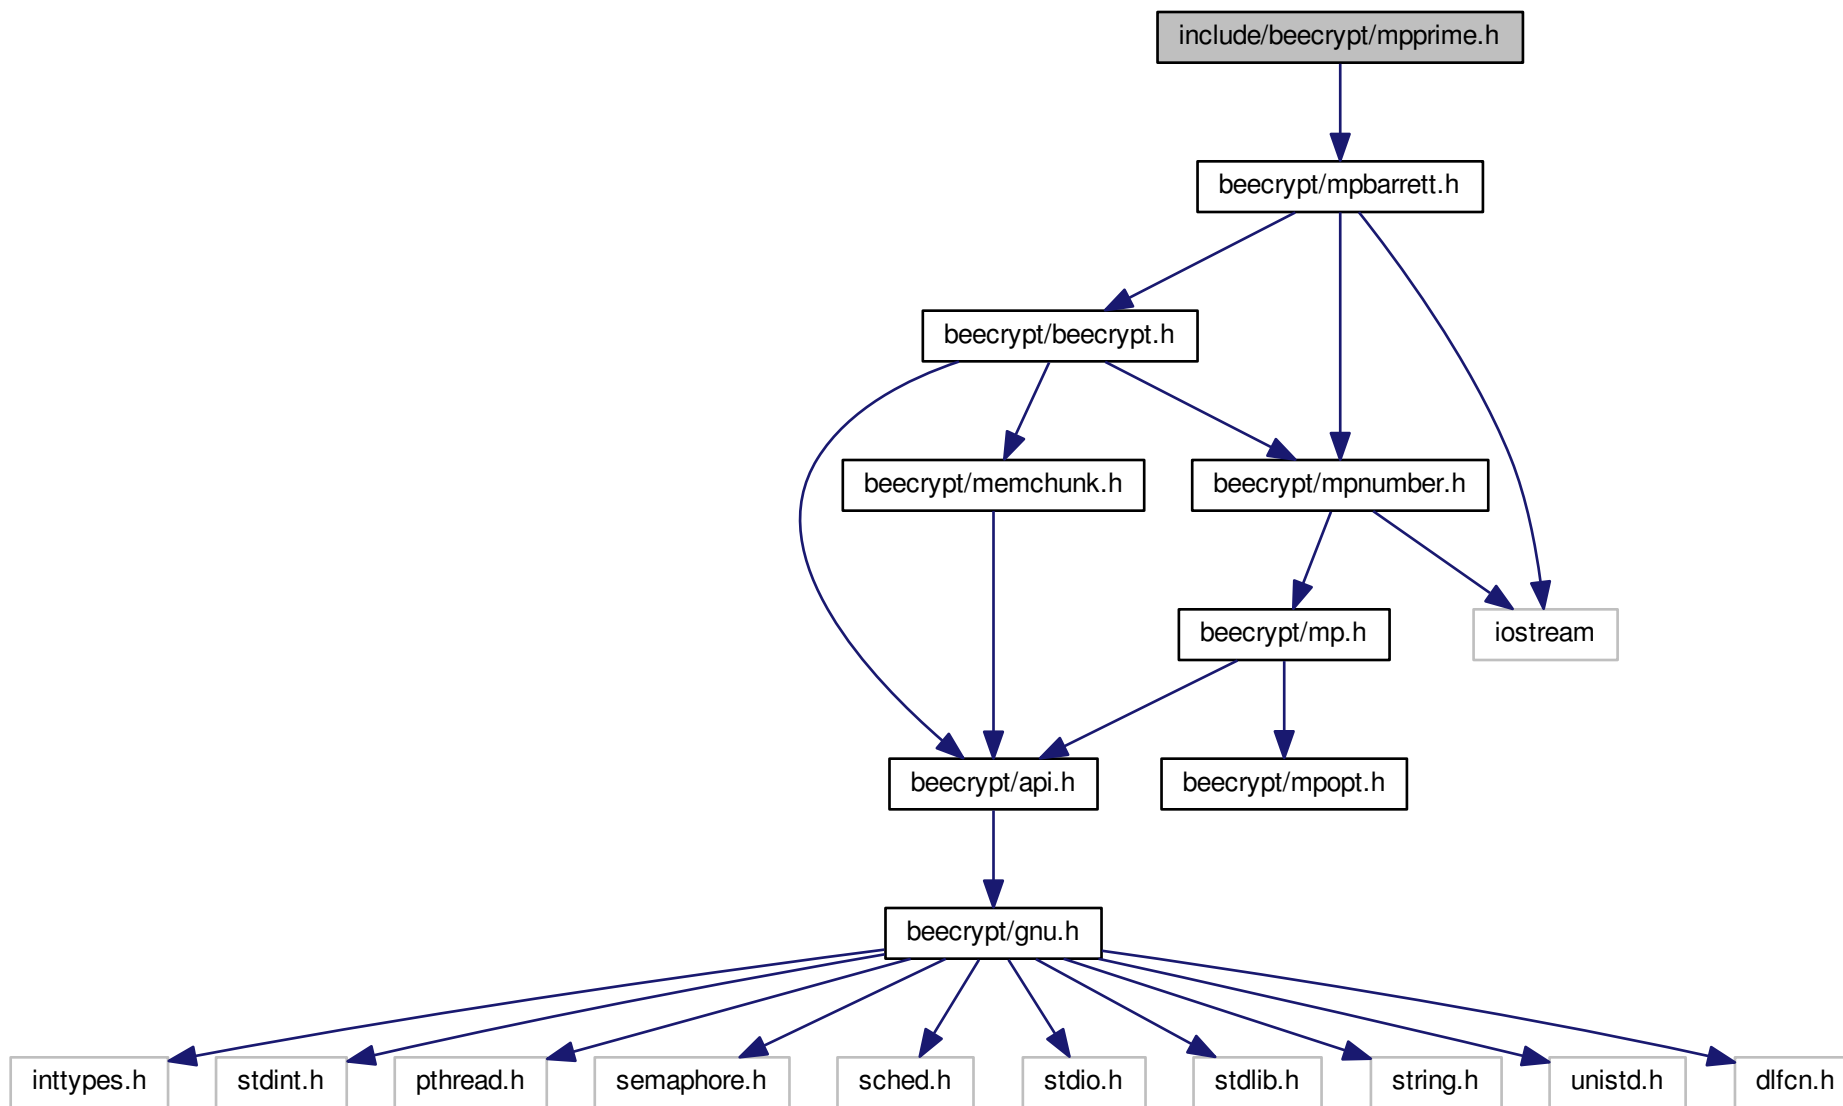 include/beecrypt/mpprime.h
beecrypt/mpbarrett.h
beecrypt/beecrypt.h
beecrypt/memchunk.h
beecrypt/mpnumber.h
beecrypt/mp.h
iostream
beecrypt/api.h
beecrypt/mpopt.h
beecrypt/gnu.h
inttypes.h
stdint.h
pthread.h
semaphore.h
sched.h
stdio.h
stdlib.h
string.h
unistd.h
dlfcn.h